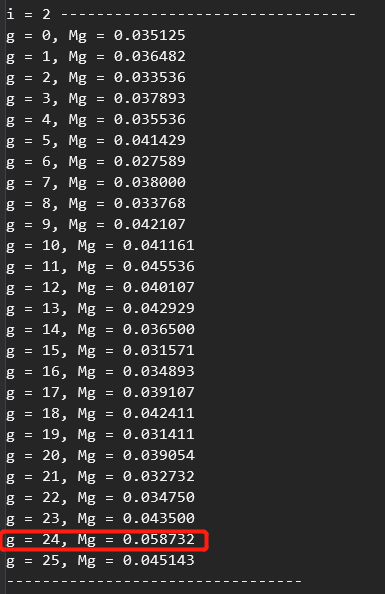 i = 2 ---------------------------------
g = 0, Mg = 0.035125
g = 1, Mg = 0.036482
g = 2, Mg = 0.033536
g = 3, Mg = 0.037893
g = 4, Mg = 0.035536
g = 5, Mg = 0.041429
g = 6, Mg = 0.027589
g = 7, Mg = 0.038000
g = 8, Mg = 0.033768
g = 9, Mg = 0.042107
g = 10, Mg = 0.041161
g = 11, Mg = 0.045536
g = 12, Mg = 0.040107
g = 13, Mg = 0.042929
g = 14, Mg = 0.036500
g = 15, Mg = 0.031571
g = 16, Mg = 0.034893
g = 17, Mg = 0.039107
g = 18, Mg = 0.042411
g = 19, Mg = 0.031411
g = 20, Mg = 0.039054
g = 21, Mg = 0.032732
g = 22, Mg = 0.034750
g = 23, Mg = 0.043500
g = 24, Mg = 0.058732
g = 25, Mg = 0.045143
---------------------------------